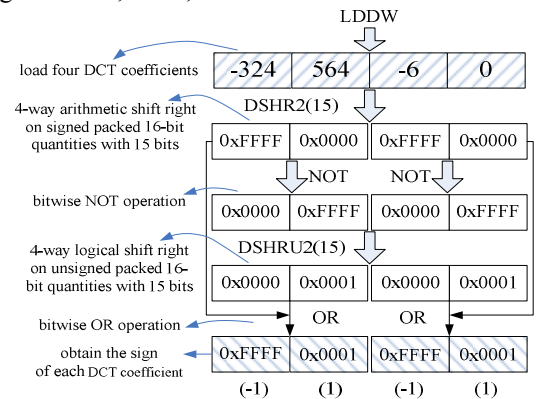 LDDW
load four DCT coefficients
-324 564 -6 0
DSHR2(15)
4-way arithmetic shift right
on signed packed 16-bit
quantities with 15 bits
0xFFFF 0x0000 0xFFFF 0x0000
NOT NOT
bitwise NOT operation
0x0000 0xFFFF 0x0000 0xFFFF
DSHRU2(15)
4-way logical shift right
on unsigned packed 16-
bit quantities with 15 bits
0x0000 0x0001 0x0000 0x0001
bitwise OR operation
OR OR
obtain the sign
of each DCT coefficient
0xFFFF 0x0001 0xFFFF 0x0001
(-1) (1) (-1) (1)